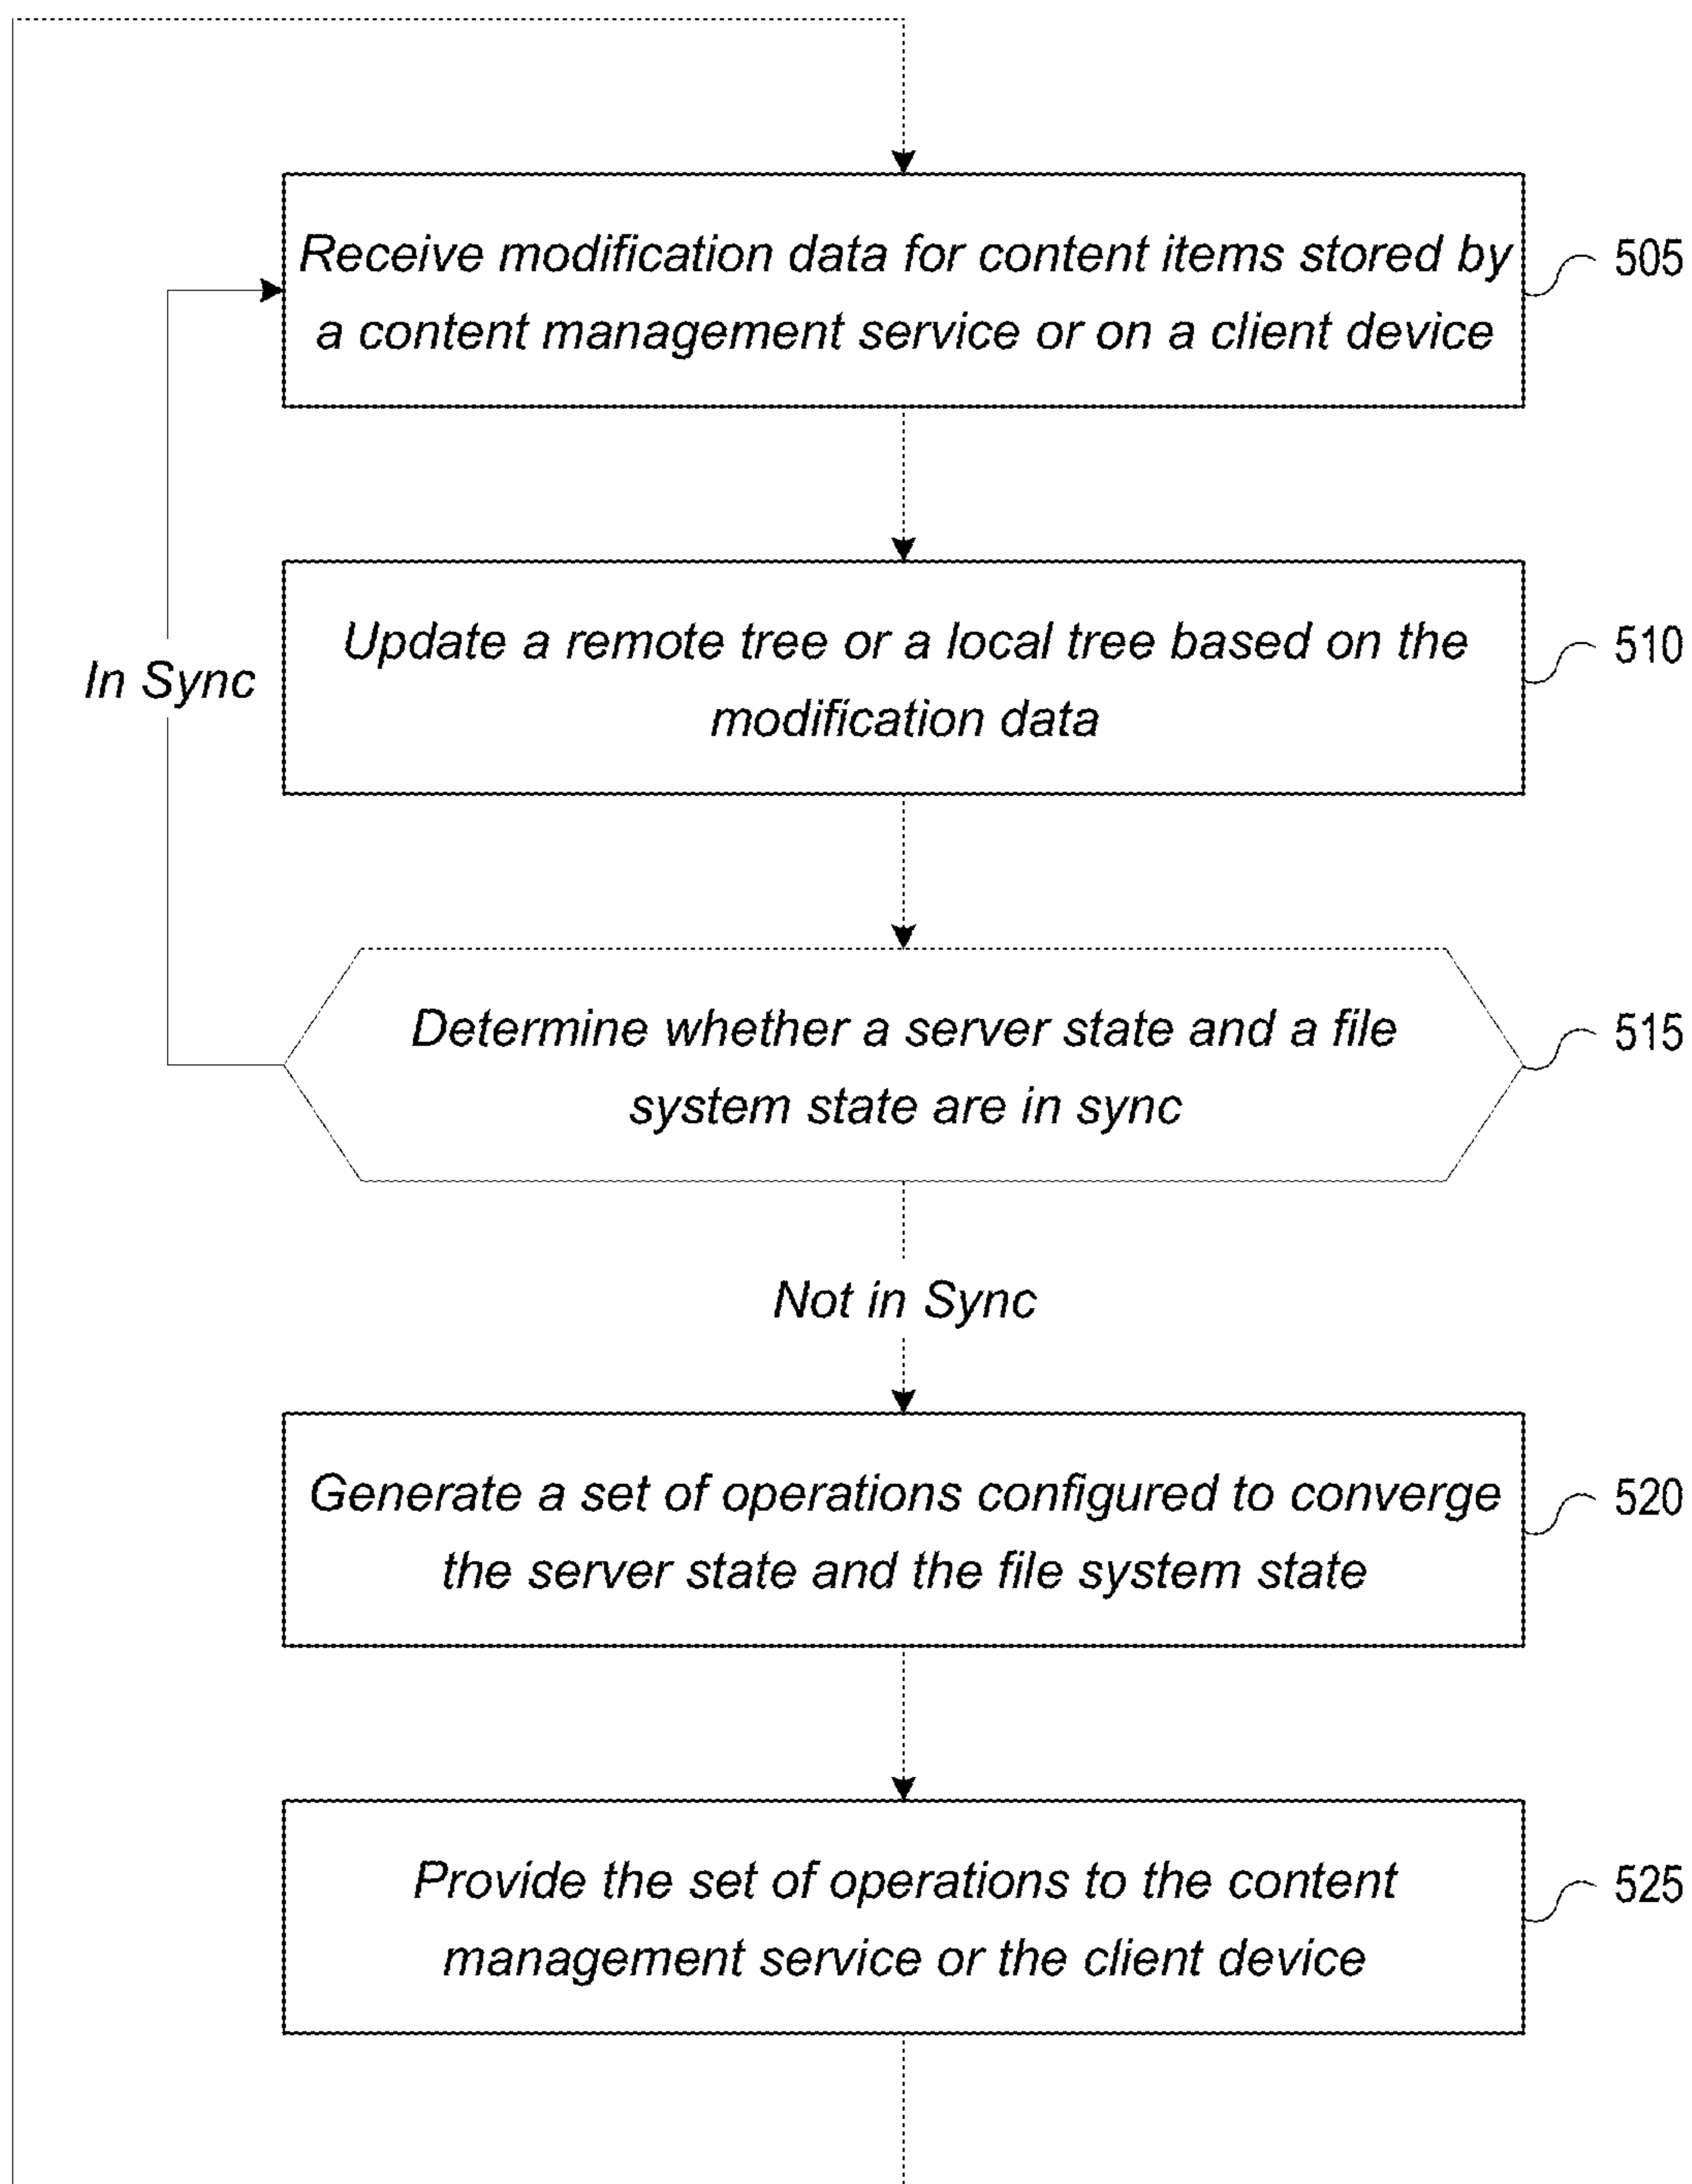 Receive modification data for content items stored by
a content management service or on a client device
505
Update a remote tree or a local tree based on the
modification data
510
In Sync
Determine whether a server state and a file
system state are in sync
515
Not in Sync
Generate a set of operations configured to converge
the server state and the file system state
520
Provide the set of operations to the content
management service or the client device
525